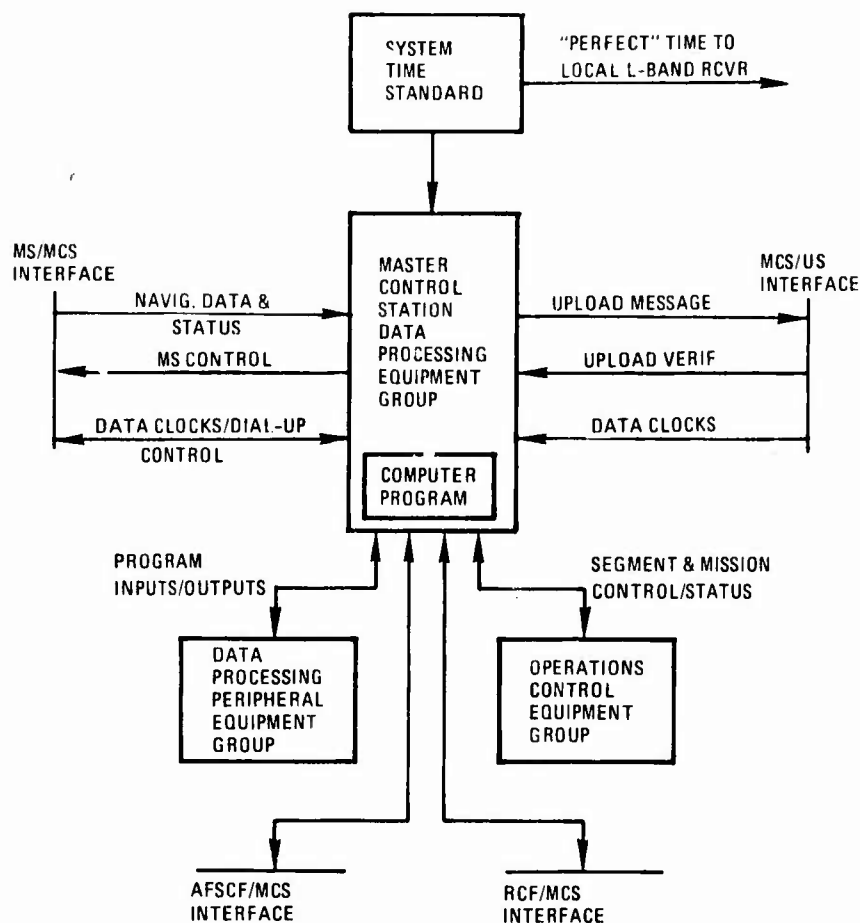 SYSTEM
TIME
STANDARD
"PERFECT" TIME TO
LOCAL L-BAND RCVR
MS/MCS
INTERFACE
NAVIG. DATA &
STATUS
MS CONTROL
DATA CLOCKS/DIAL-UP
CONTROL
MASTER
CONTROL
STATION
DATA
PROCESSING
EQUIPMENT
GROUP
COMPUTER
PROGRAM
MCS/US
INTERFACE
UPLOAD MESSAGE
UPLOAD VERIF
DATA CLOCKS
PROGRAM
INPUTS/OUTPUTS
SEGMENT & MISSION
CONTROL/STATUS
DATA
PROCESSING
PERIPHERAL
EQUIPMENT
GROUP
OPERATIONS
CONTROL
EQUIPMENT
GROUP
AFSCF/MCS
INTERFACE
RCF/MCS
INTERFACE